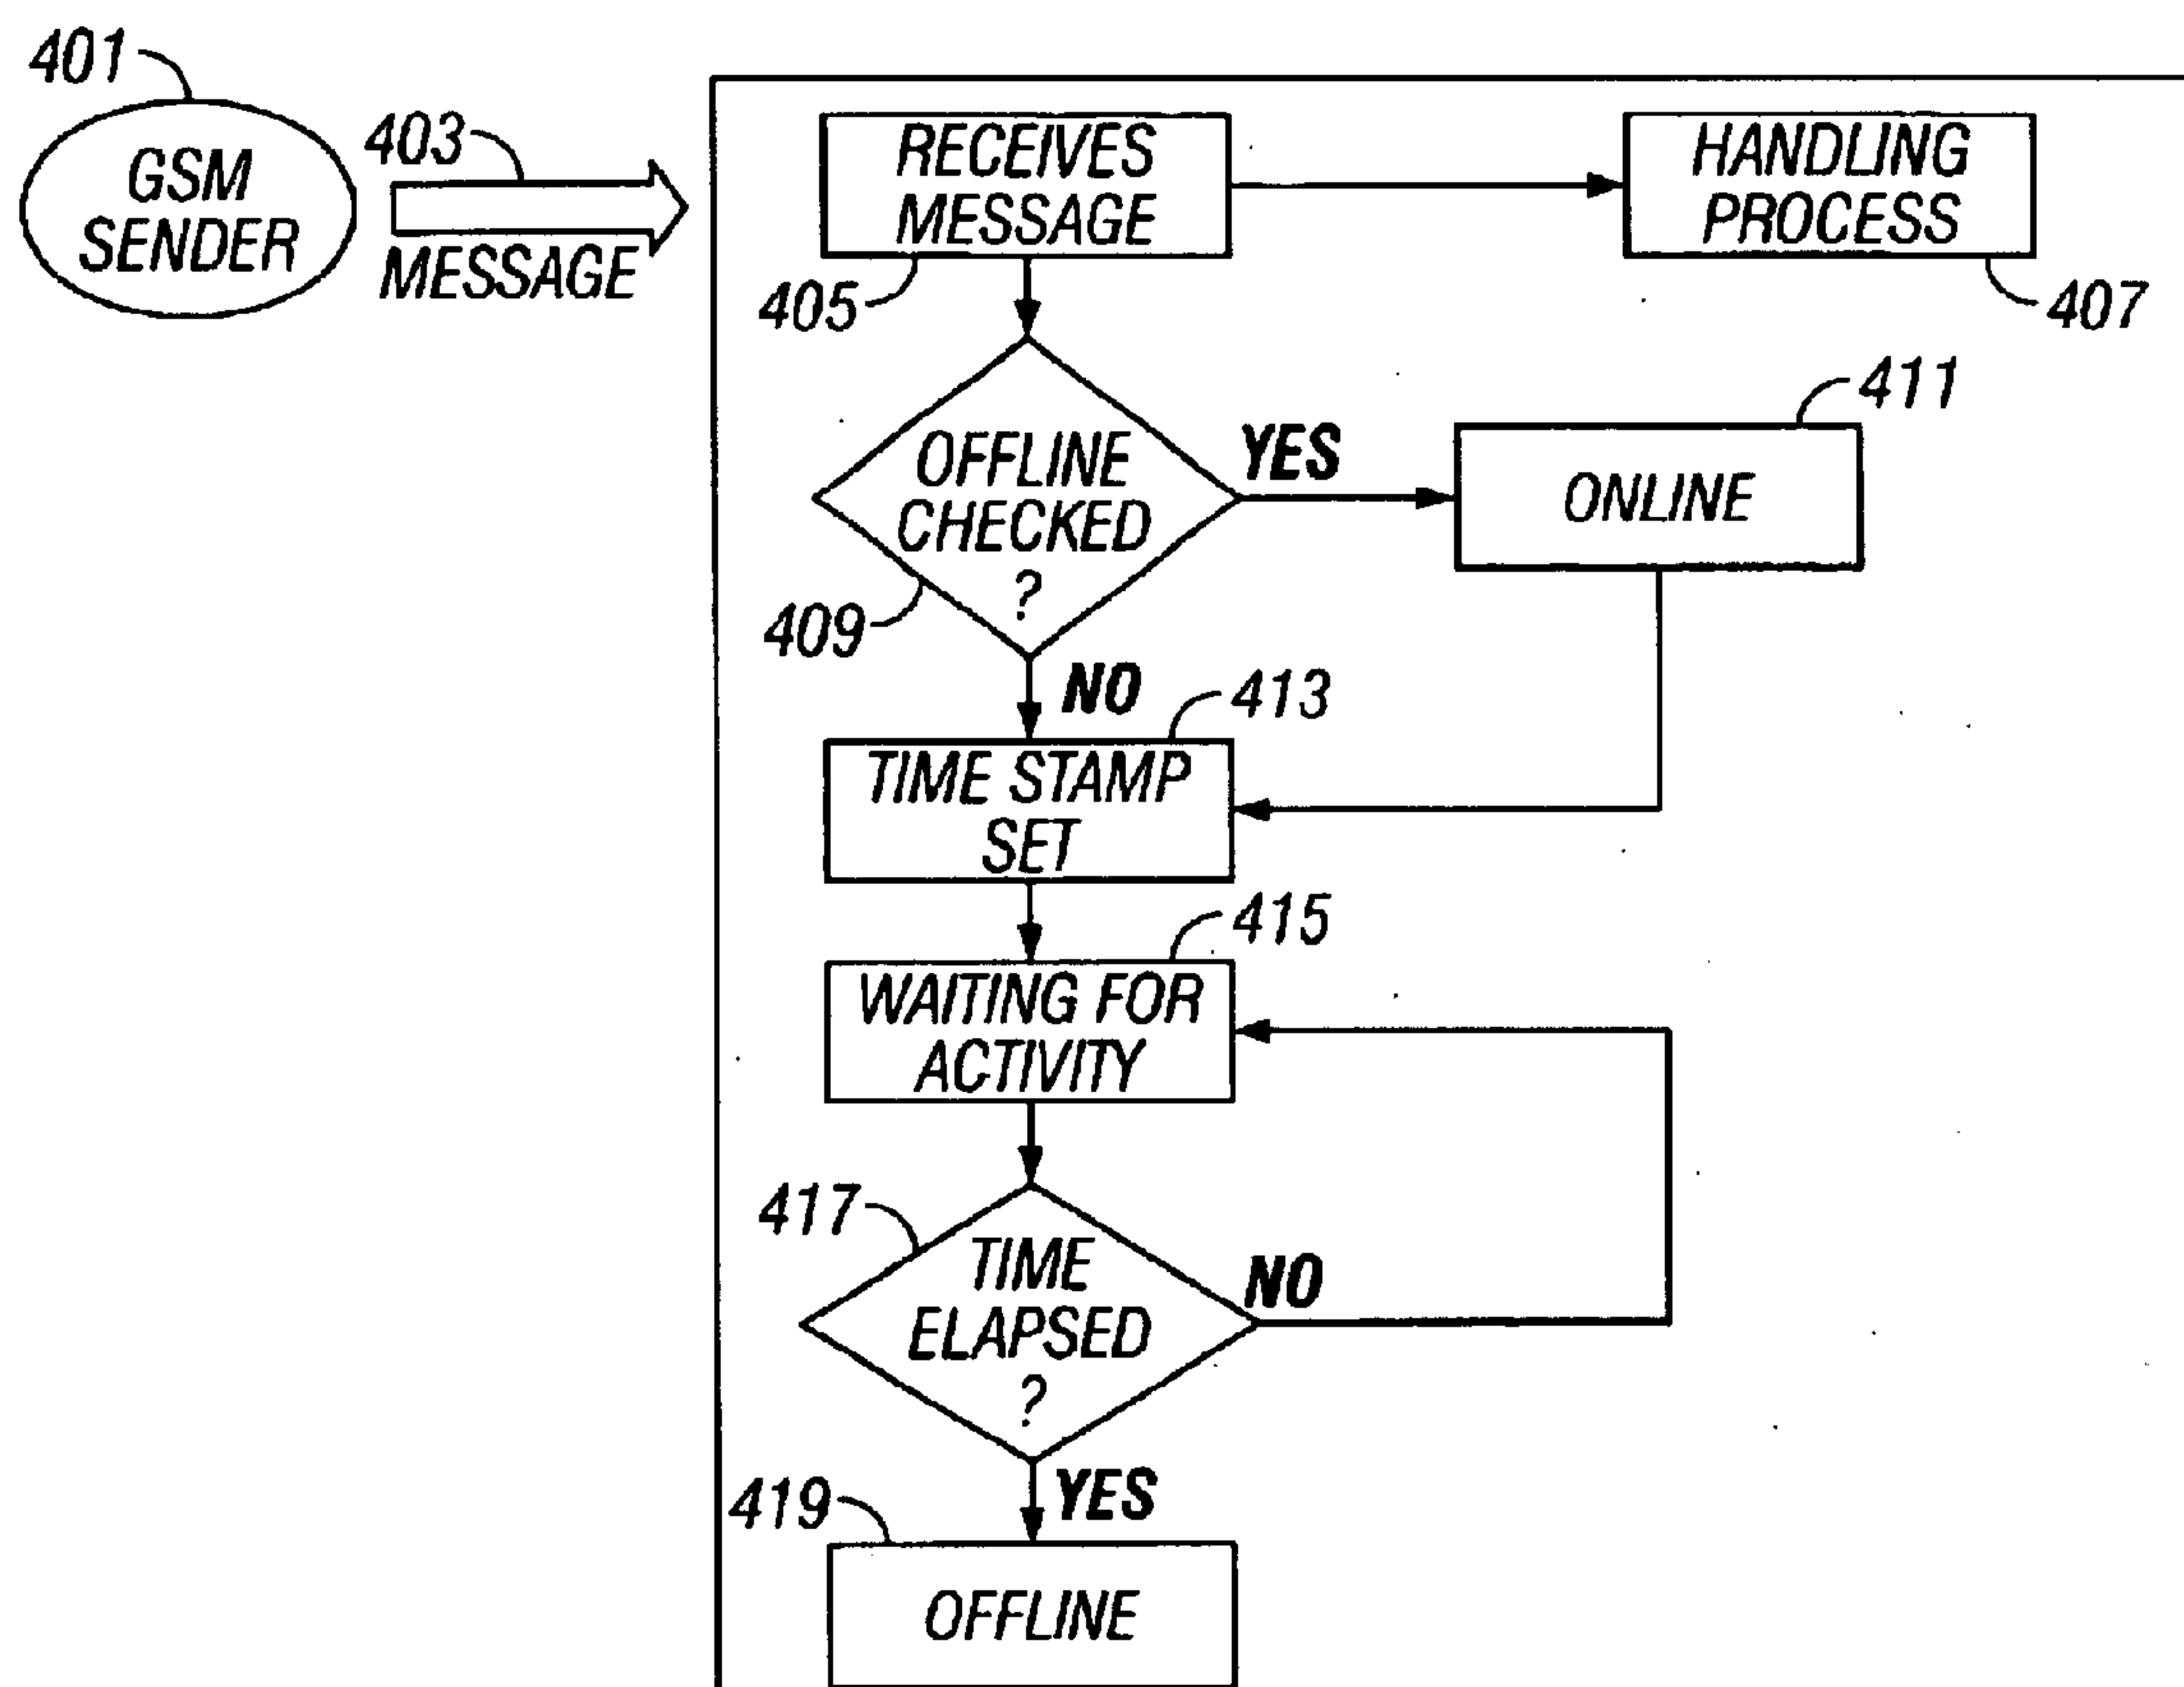 401
GSM
SENDER
403
MESSAGE
RECEIVES
MESSAGE
405
HANDLING
PROCESS
407
OFFLINE
CHECKED
?
409
YES
ONLINE
411
NO
413
TIME STAMP
SET
415
WAITING FOR
ACTIVITY
417
TIME
ELAPSED
?
NO
YES
419
OFFLINE